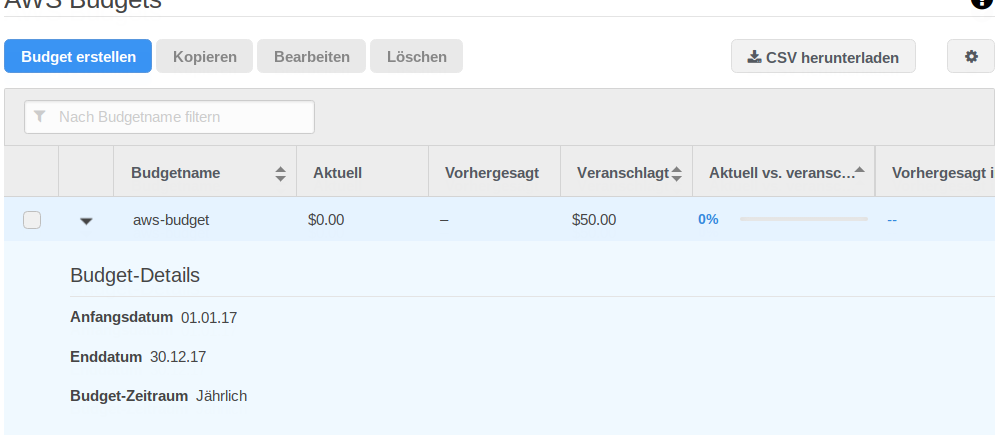 AWS Budgets
Budget erstellen Kopieren Bearbeiten Löschen CSV herunterladen
Nach Budgetname filtern
Budgetname Aktuell Vorhergesagt Veranschlagt Aktuell vs. veransc... Vorhergesagt i
aws-budget $0.00 – $50.00 0% --
Budget-Details
Anfangsdatum 01.01.17
Enddatum 30.12.17
Budget-Zeitraum Jährlich